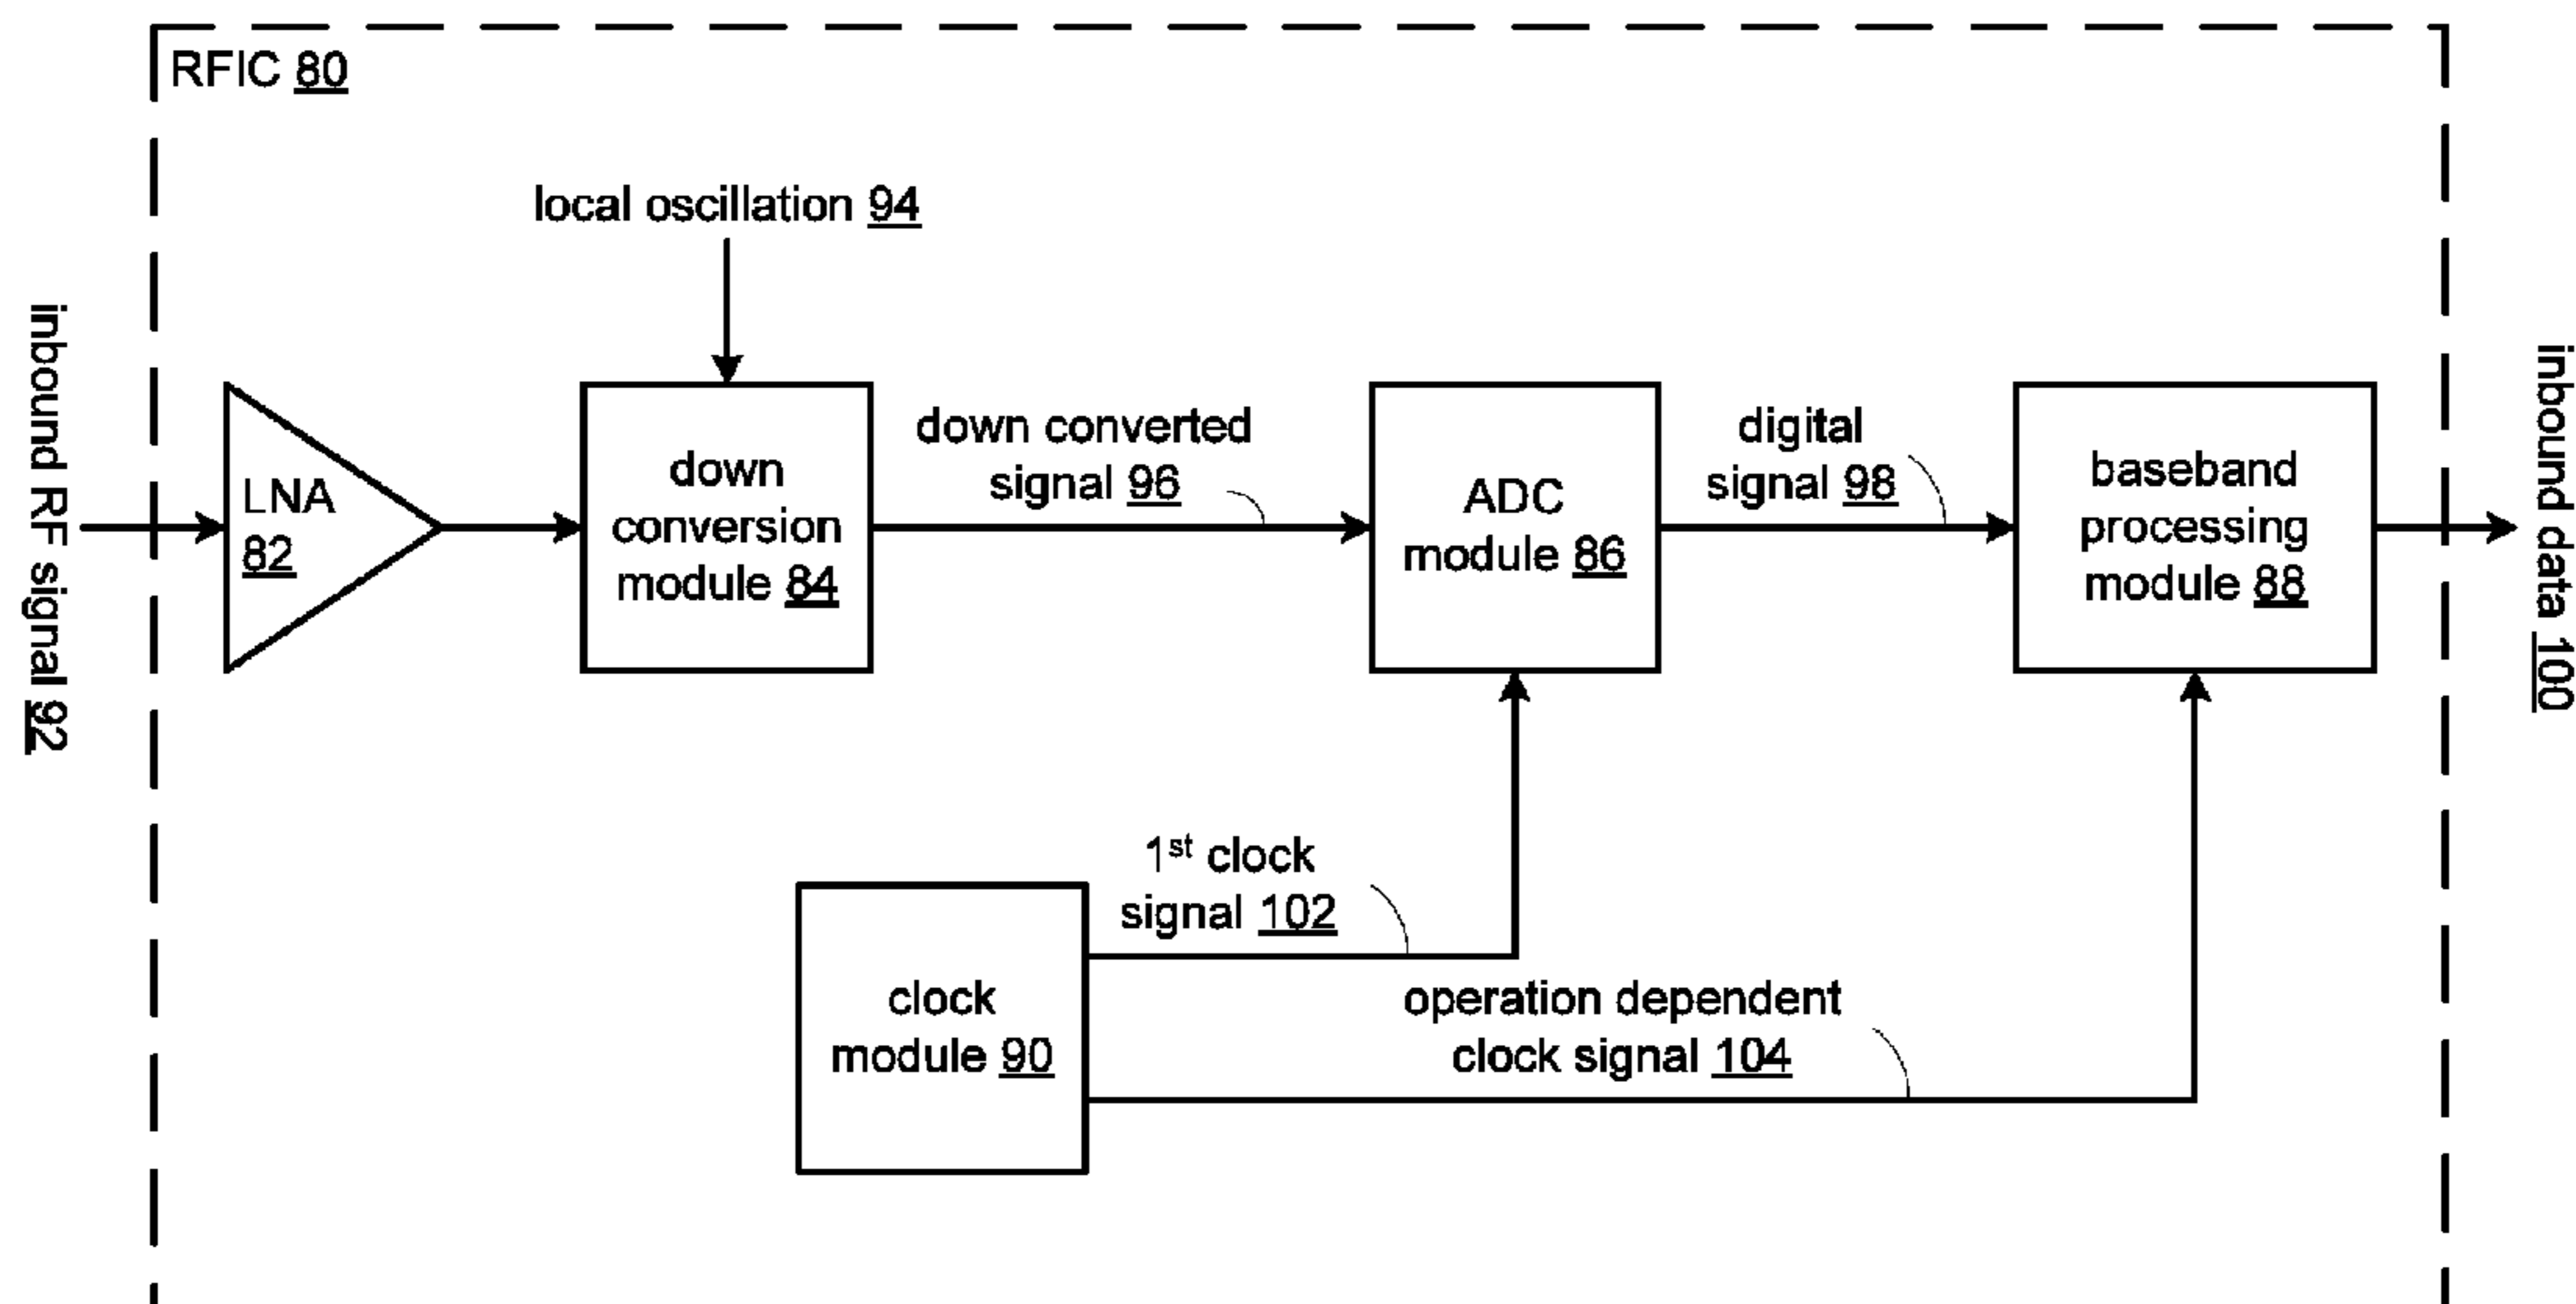 RFIC 80
local oscillation 94
inbound RF signal 92
LNA
82
down
conversion
module 84
down converted
signal 96
ADC
module 86
digital
signal 98
baseband
processing
module 88
inbound data 100
1st clock
signal 102
clock
module 90
operation dependent
clock signal 104